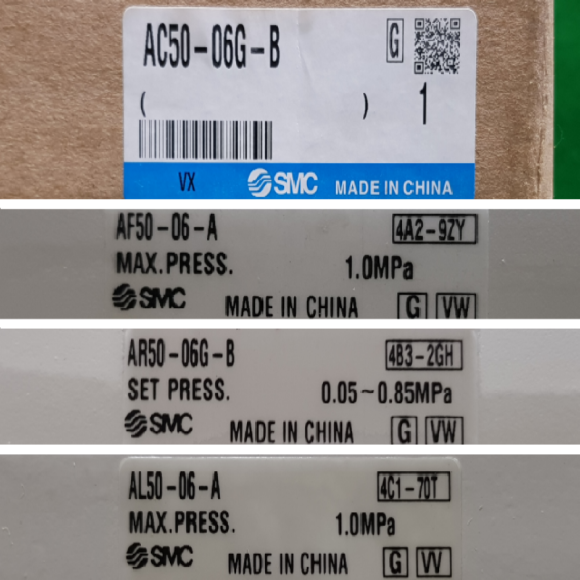 AC50-06G-B
G
( ) 1
VX SMC MADE IN CHINA
AF50-06-A 4A2-9ZY
MAX.PRESS. 1.0MPa
SMC MADE IN CHINA G VW
AR50-06G-B 4B3-2GH
SET PRESS. 0.05~0.85MPa
SMC MADE IN CHINA G VW
AL50-06-A 4C1-70T
MAX.PRESS. 1.0MPa
SMC MADE IN CHINA G VV